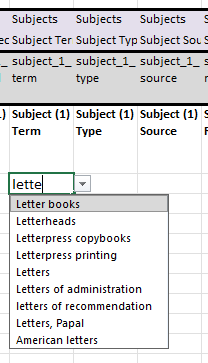 Subjects Subjects Subjects
Subject Ter Subject Typ Subject Sou
subject_1_ subject_1_ subject_1_
term type source
Subject (1) Subject (1) Subject (1)
Term Type Source
lette
Letter books
Letterheads
Letterpress copybooks
Letterpress printing
Letters
Letters of administration
letters of recommendation
Letters, Papal
American letters